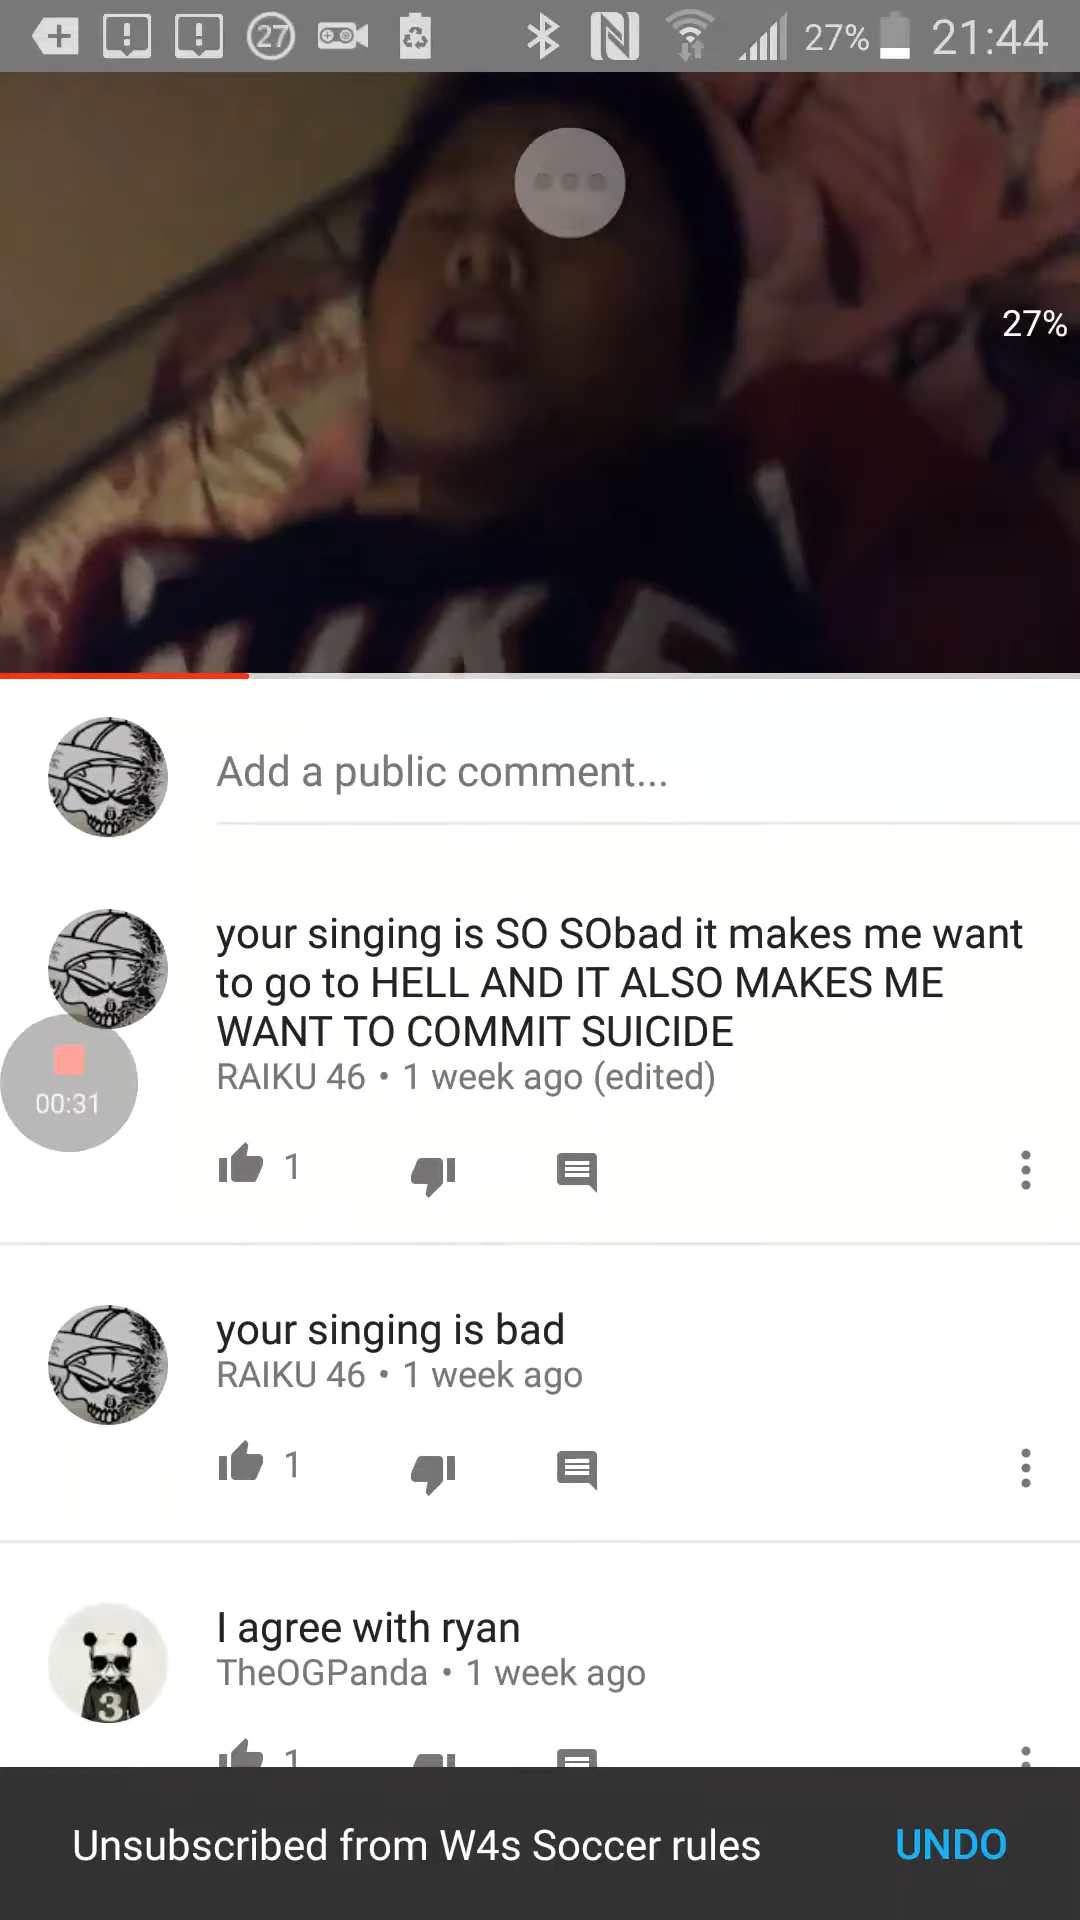 27 27% 21:44
27%
NIKE
Add a public comment...
your singing is SO SObad it makes me want
to go to HELL AND IT ALSO MAKES ME
WANT TO COMMIT SUICIDE
RAIKU 46 • 1 week ago (edited)
00:31
1
your singing is bad
RAIKU 46 • 1 week ago
1
I agree with ryan
3
TheOGPanda • 1 week ago
1
Unsubscribed from W4s Soccer rules UNDO